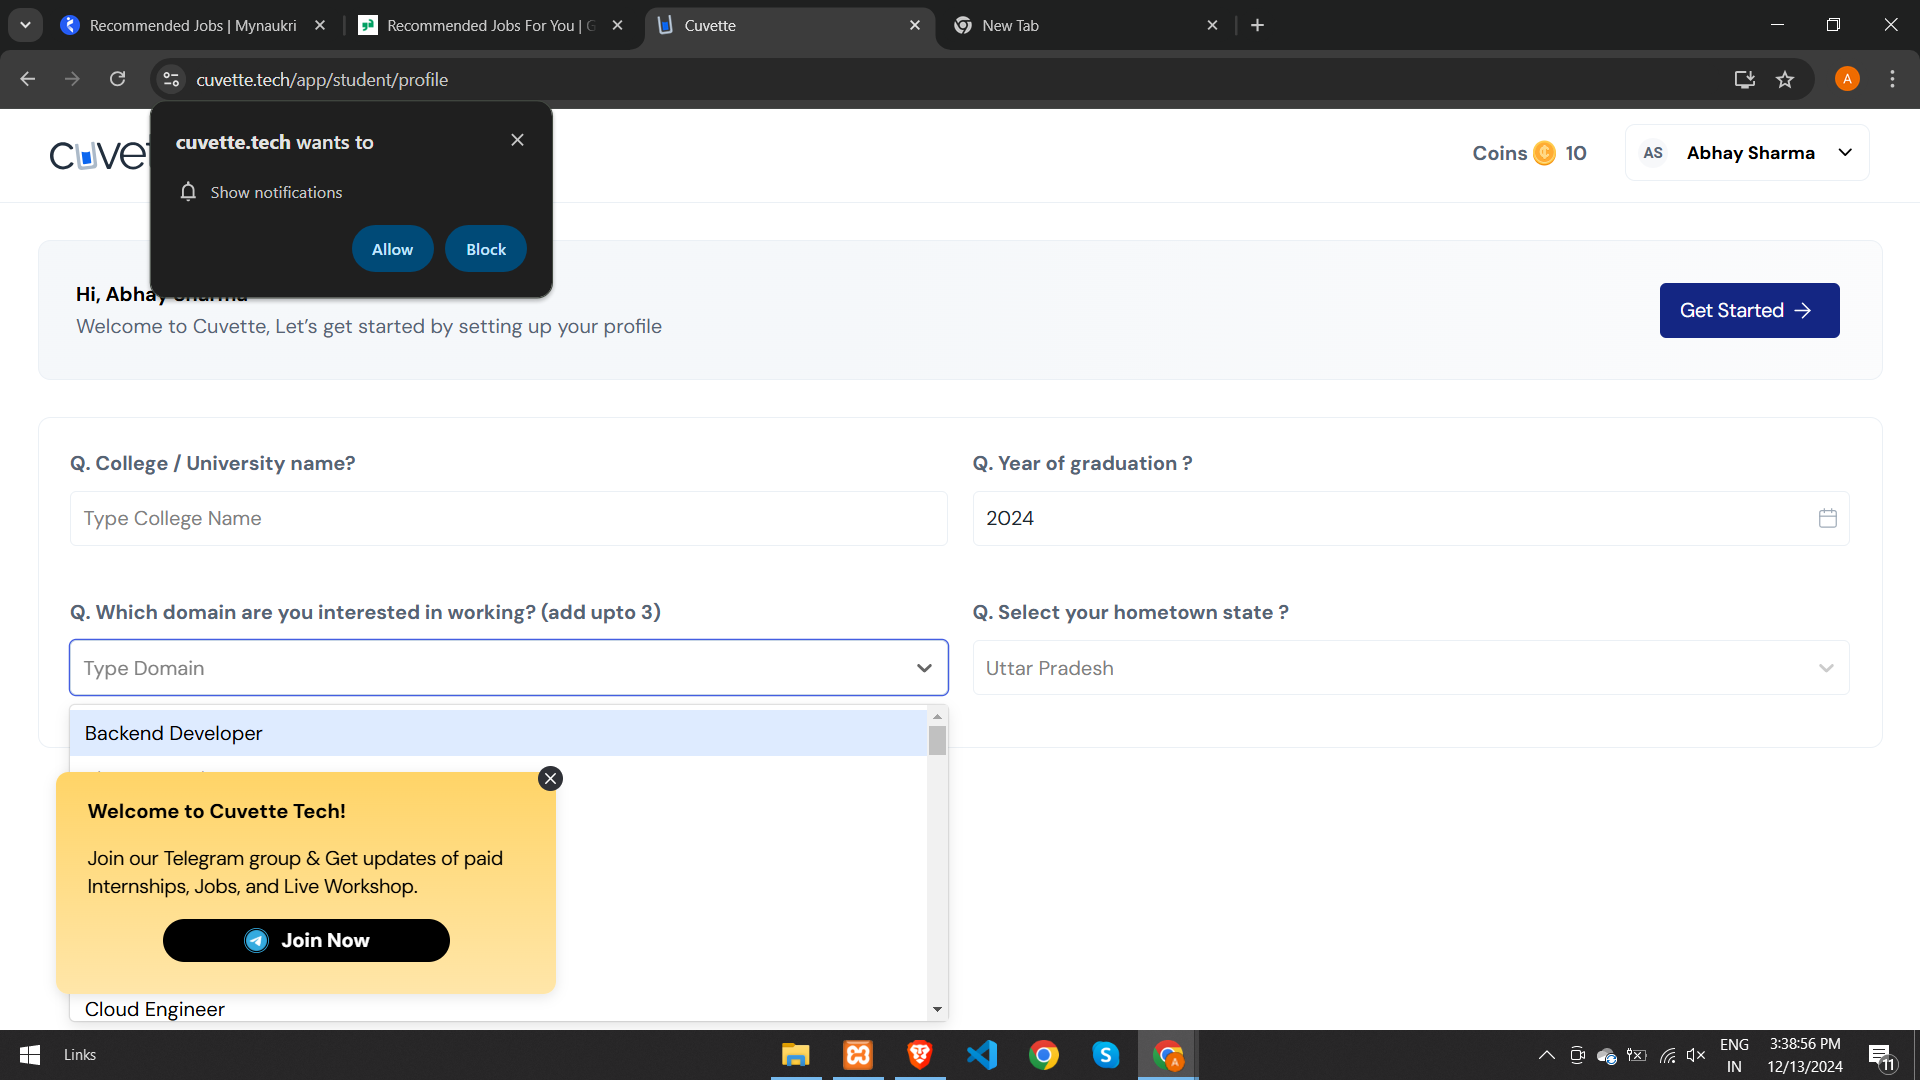 Recommended Jobs | Mynaukri
Recommended Jobs For You | G
Cuvette
New Tab
cuvette.tech/app/student/profile
A
cuvette.tech wants to
Show notifications
Allow
Block
Coins 10
AS
Abhay Sharma
Hi, Abhay Sharma
Welcome to Cuvette, Let’s get started by setting up your profile
Get Started
Q. College / University name?
Type College Name
Q. Year of graduation ?
2024
Q. Which domain are you interested in working? (add upto 3)
Type Domain
Q. Select your hometown state ?
Uttar Pradesh
Backend Developer
Welcome to Cuvette Tech!
Join our Telegram group & Get updates of paid
Internships, Jobs, and Live Workshop.
Join Now
Cloud Engineer
Links
ENG
IN
3:38:56 PM
12/13/2024
11